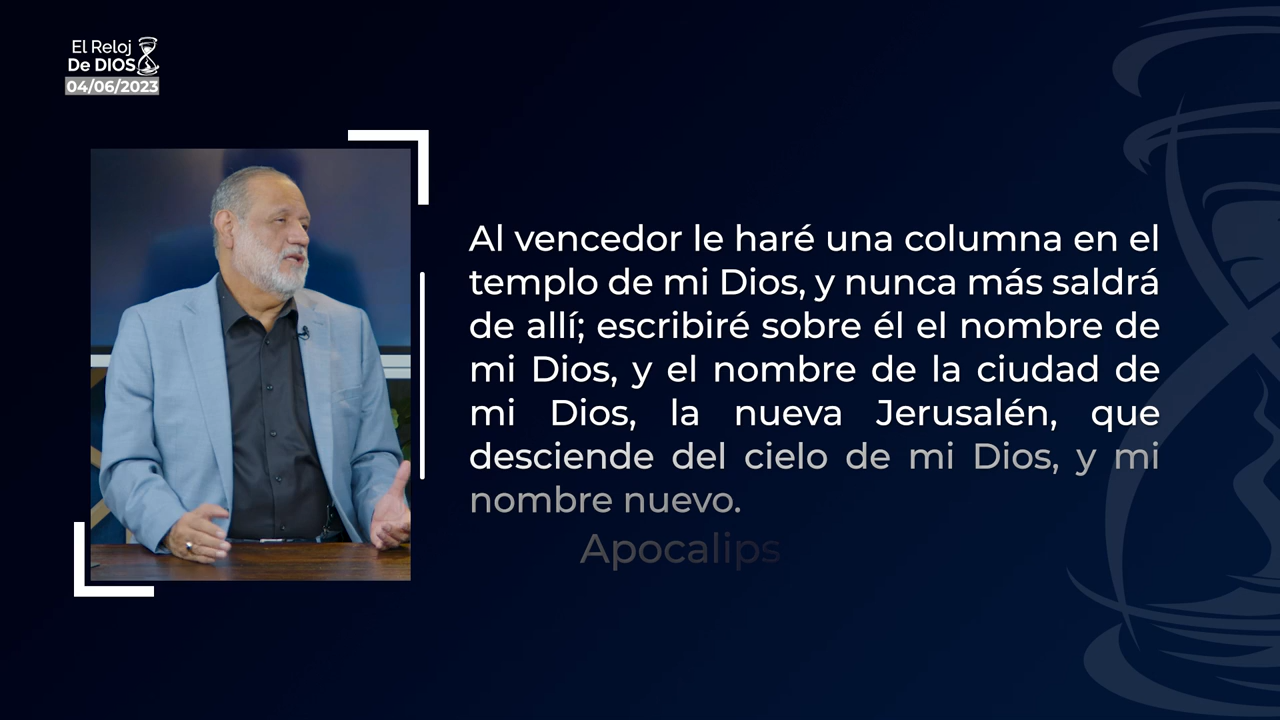 El Reloj
De DIOS
04/06/2023
Al vencedor le haré una columna en el
templo de mi Dios, y nunca más saldrá
de allí; escribiré sobre él el nombre de
mi Dios, y el nombre de la ciudad de
mi Dios, la nueva Jerusalén, que
desciende del cielo de mi Dios, y mi
nombre nuevo.
Apocalips